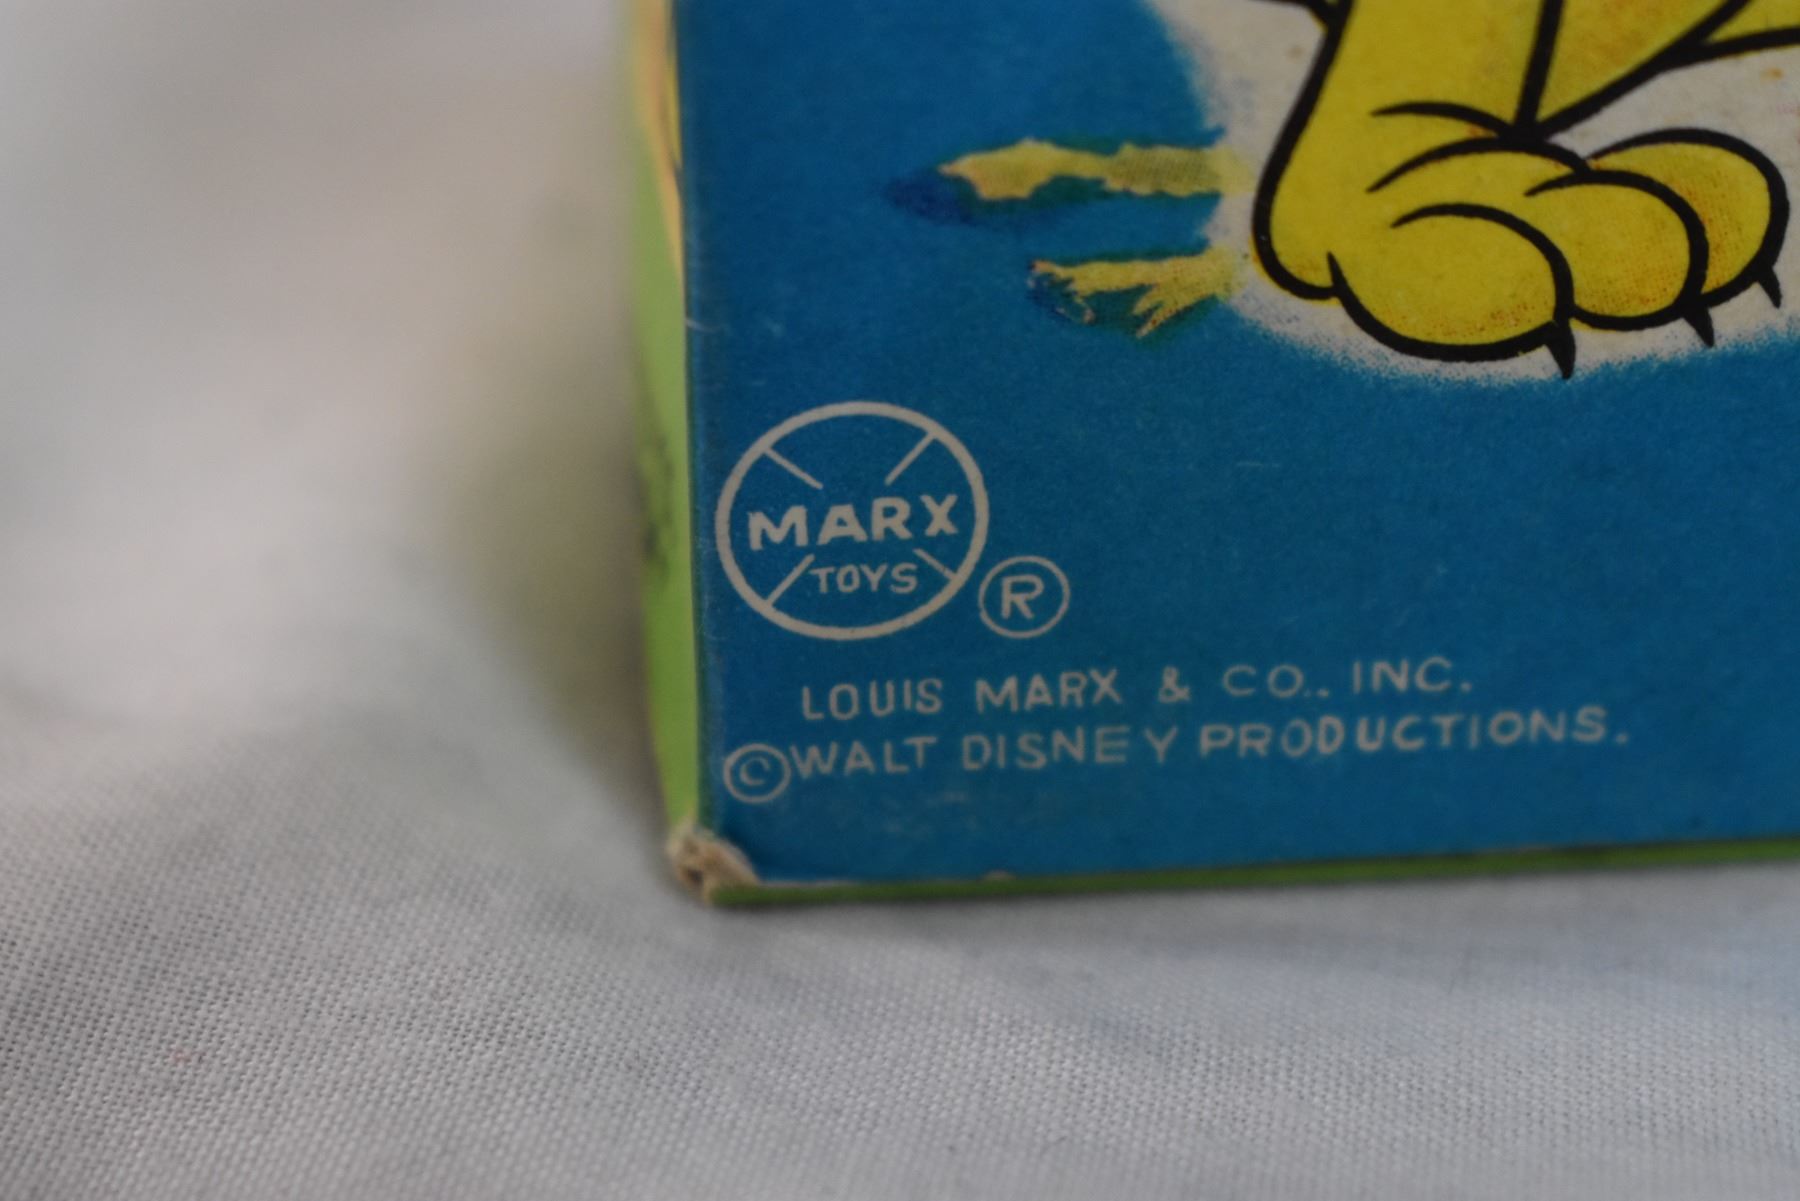 MARX
TOYS
®
LOUIS MARX & CO., INC.
©WALT DISNEY PRODUCTIONS.